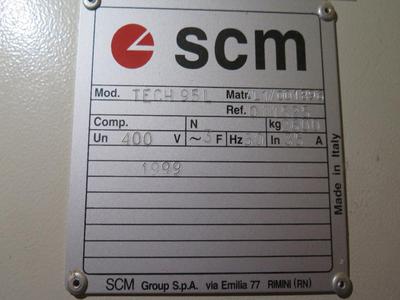 scm
Mod. TECH 95L Matr.
Ref.
Comp. N kg
Un 400 V ~3 F Hz 50 In A
1999
Made in Italy
SCM Group S.p.A. via Emilia 77 RIMINI (RN)